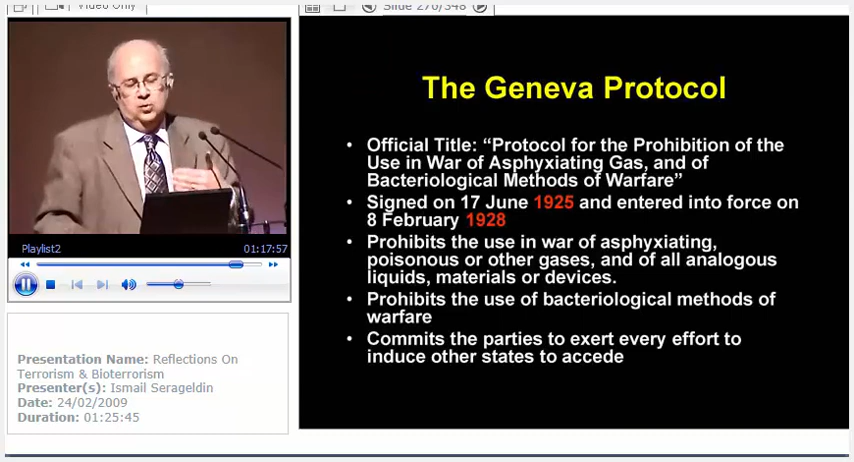 Video Only
Slide 276/348
The Geneva Protocol
• Official Title: “Protocol for the Prohibition of the
Use in War of Asphyxiating Gas, and of
Bacteriological Methods of Warfare”
• Signed on 17 June 1925 and entered into force on
8 February 1928
• Prohibits the use in war of asphyxiating,
poisonous or other gases, and of all analogous
liquids, materials or devices.
• Prohibits the use of bacteriological methods of
warfare
• Commits the parties to exert every effort to
induce other states to accede
Playlist2 01:17:57
Presentation Name: Reflections On
Terrorism & Bioterrorism
Presenter(s): Ismail Serageldin
Date: 24/02/2009
Duration: 01:25:45